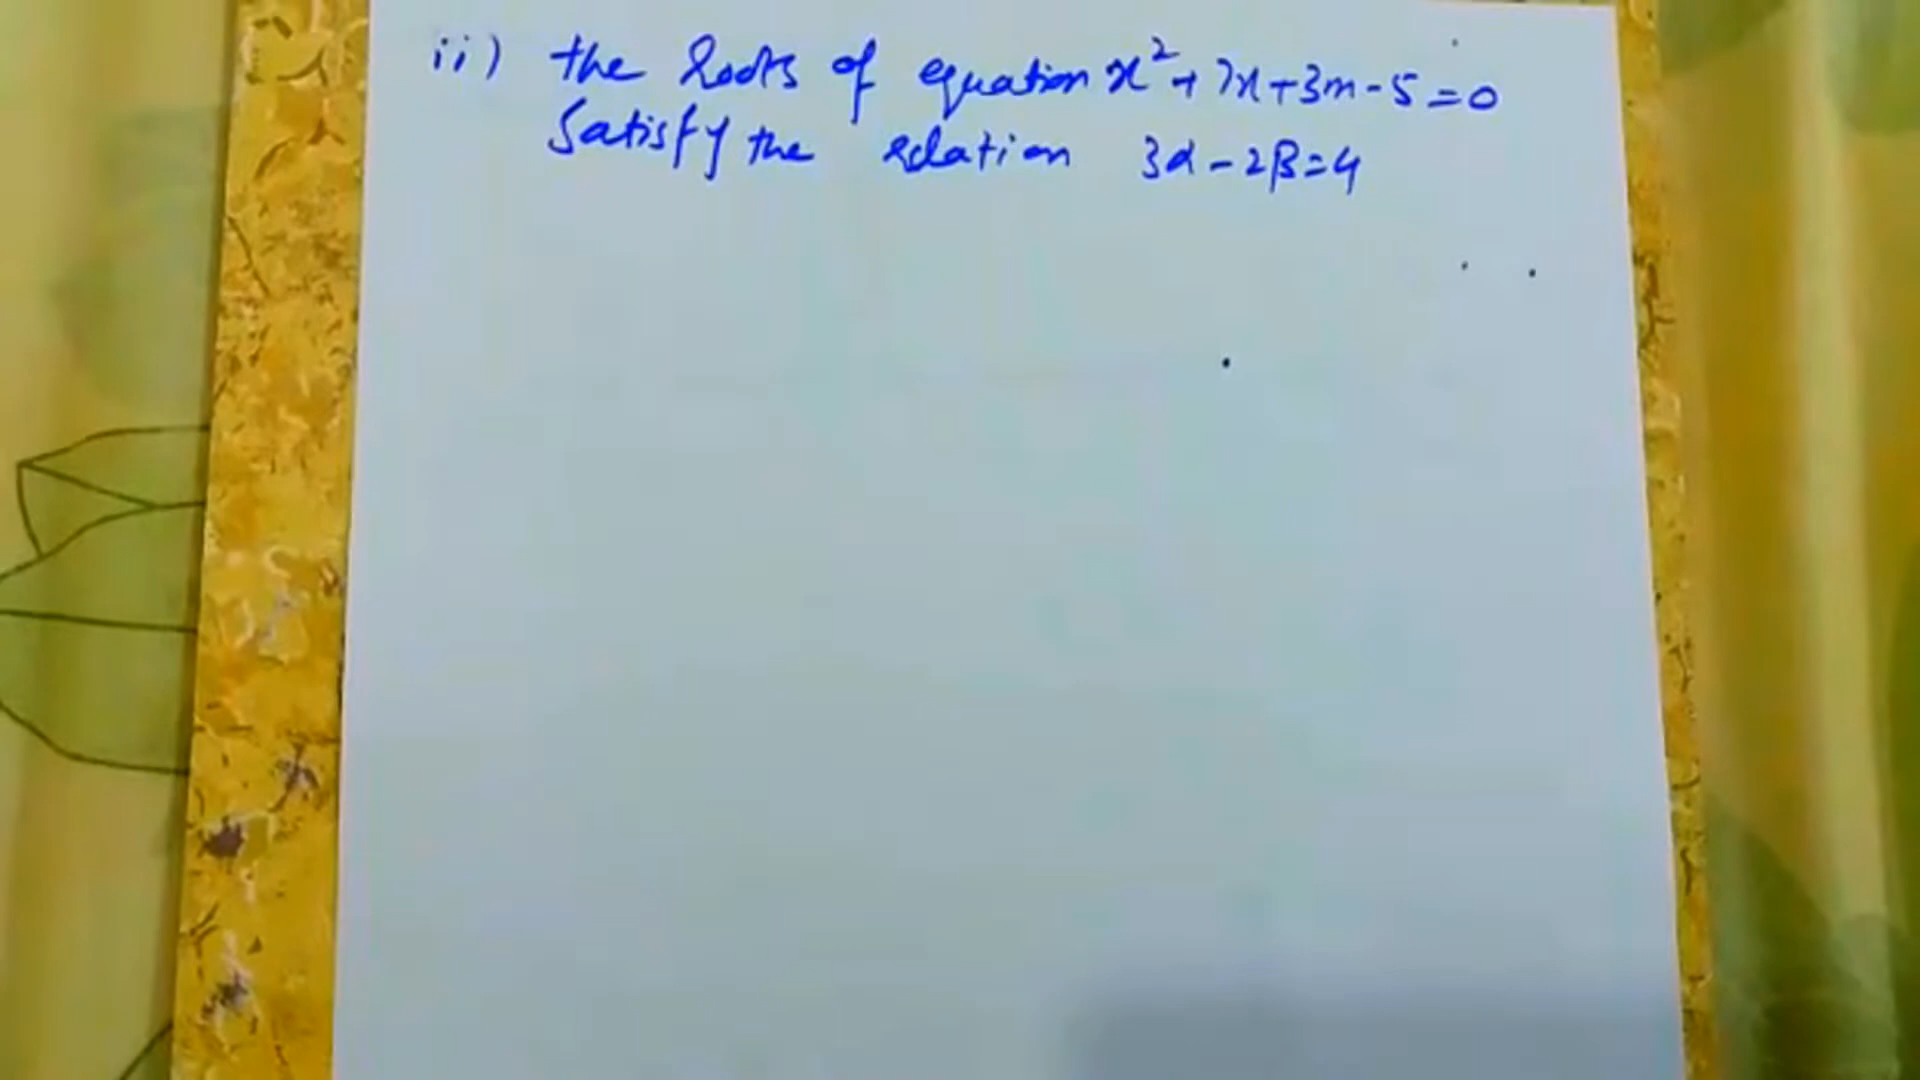 ii) the Roots of equation x² + 7x + 3m - 5 = 0
Satisfy the relation 3α - 2β = 4